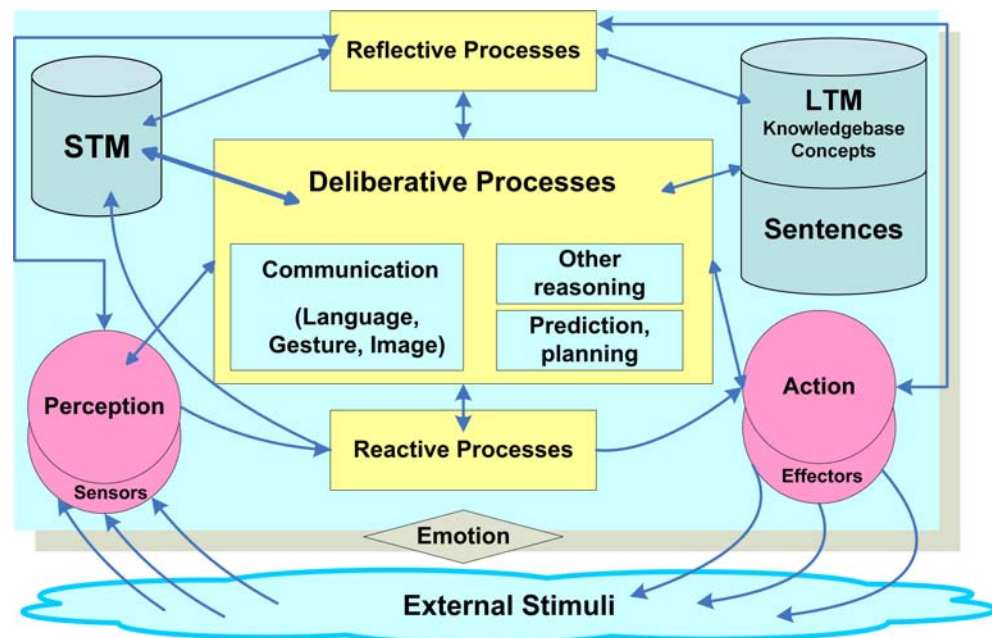 Reflective Processes
STM
LTM
Knowledgebase
Concepts
Sentences
Deliberative Processes
Communication
(Language,
Gesture, Image)
Other
reasoning
Prediction,
planning
Perception
Sensors
Reactive Processes
Action
Effectors
Emotion
External Stimuli